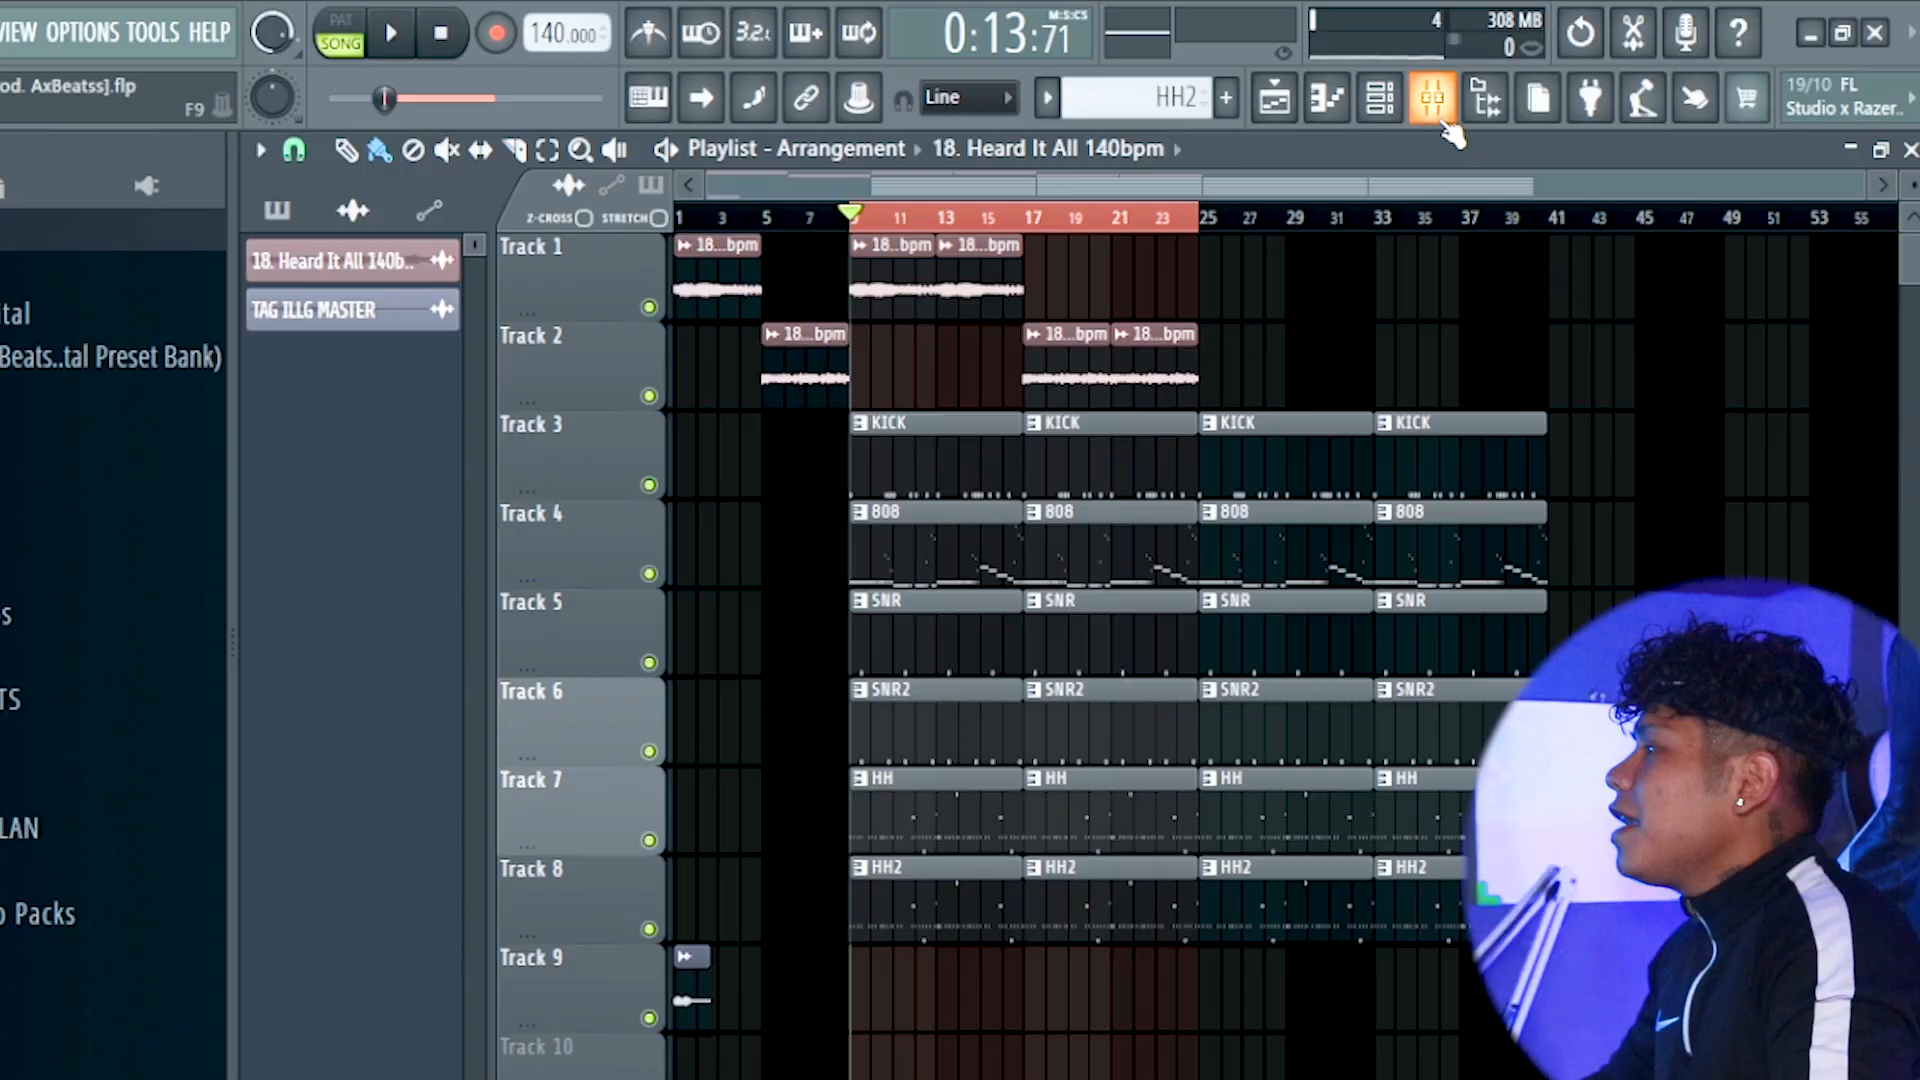 VIEW OPTIONS TOOLS HELP
PAT
SONG
140.000
3.2.
0:13:71
M:S:CS
4
308 MB
0
od. AxBeatss].flp
F9
Line
HH2
19/10 FL
Studio x Razer..
Playlist - Arrangement
18. Heard It All 140bpm
Z-CROSS
STRETCH
1 3 5 7 11 13 15 17 19 21 23 25 27 29 31 33 35 37 39 41 43 45 47 49 51 53 55
18. Heard It All 140b..
TAG ILLG MASTER
ital
Beats..tal Preset Bank)
s
TS
LAN
o Packs
Track 1
18...bpm
18...bpm
18...bpm
Track 2
18...bpm
18...bpm
18...bpm
Track 3
KICK
KICK
KICK
KICK
Track 4
808
808
808
808
Track 5
SNR
SNR
SNR
SNR
Track 6
SNR2
SNR2
SNR2
SNR2
Track 7
HH
HH
HH
HH
Track 8
HH2
HH2
HH2
HH2
Track 9
Track 10